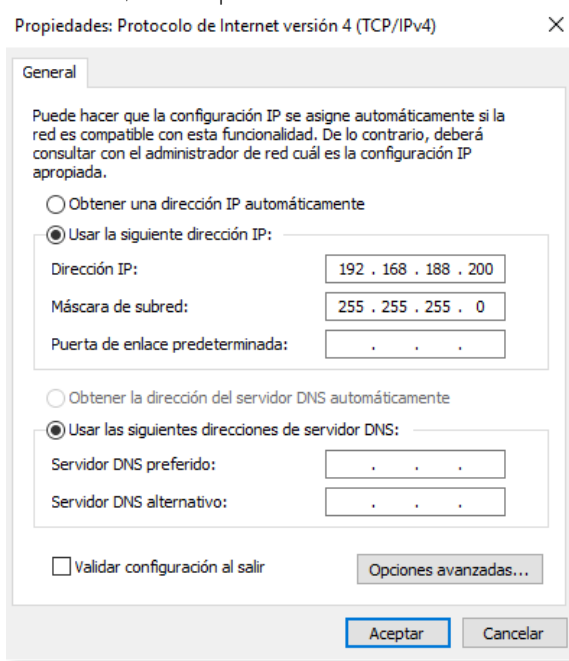 Propiedades: Protocolo de Internet versión 4 (TCP/IPv4)
General
Puede hacer que la configuración IP se asigne automáticamente si la
red es compatible con esta funcionalidad. De lo contrario, deberá
consultar con el administrador de red cuál es la configuración IP
apropiada.
Obtener una dirección IP automáticamente
Usar la siguiente dirección IP:
Dirección IP: 192 . 168 . 188 . 200
Máscara de subred: 255 . 255 . 255 . 0
Puerta de enlace predeterminada: . . .
Obtener la dirección del servidor DNS automáticamente
Usar las siguientes direcciones de servidor DNS:
Servidor DNS preferido: . . .
Servidor DNS alternativo: . . .
Validar configuración al salir
Opciones avanzadas...
Aceptar Cancelar